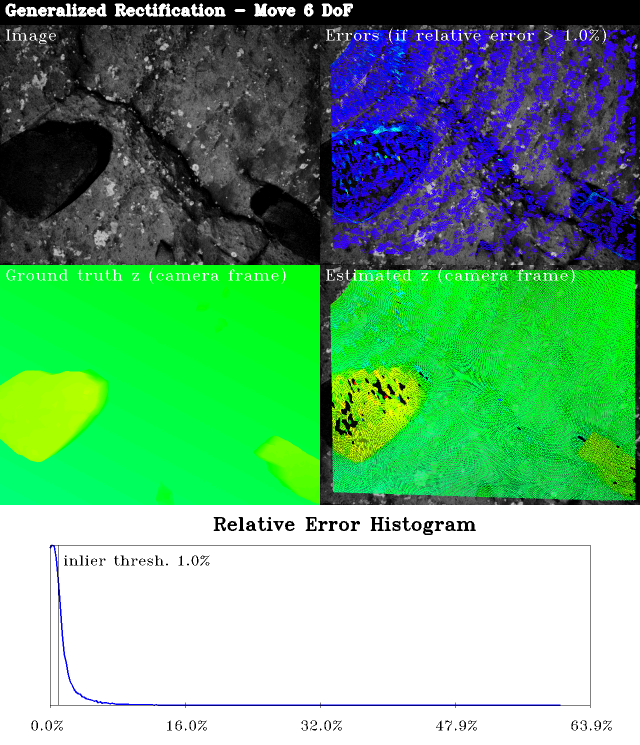 Generalized Rectification - Move 6 DoF
Image
Errors (if relative error > 1.0%)
Ground truth z (camera frame)
Estimated z (camera frame)
Relative Error Histogram
inlier thresh. 1.0%
0.0%
16.0%
32.0%
47.9%
63.9%